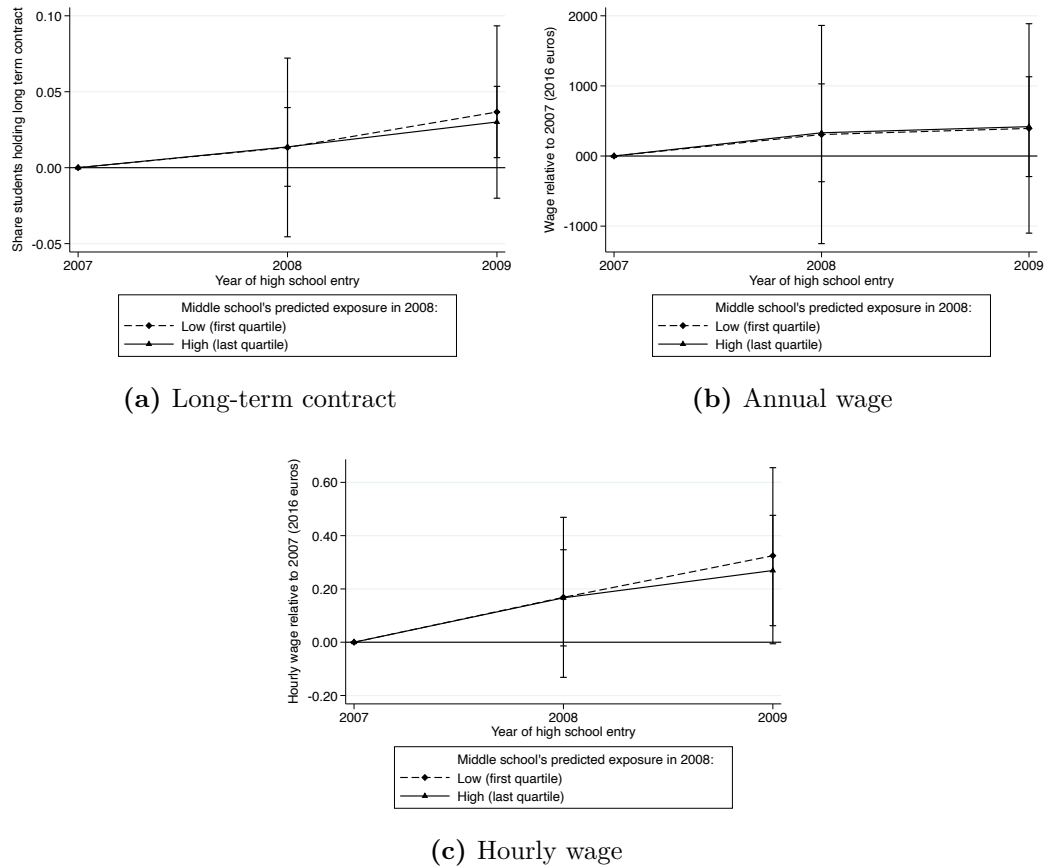 Share students holding long term contract
0.10
0.05
0.00
-0.05
2007
2008
2009
Year of high school entry
Middle school's predicted exposure in 2008:
Low (first quartile)
High (last quartile)
(a) Long-term contract
Wage relative to 2007 (2016 euros)
2000
1000
000
-1000
2007
2008
2009
Year of high school entry
Middle school's predicted exposure in 2008:
Low (first quartile)
High (last quartile)
(b) Annual wage
Hourly wage relative to 2007 (2016 euros)
0.60
0.40
0.20
0.00
-0.20
2007
2008
2009
Year of high school entry
Middle school's predicted exposure in 2008:
Low (first quartile)
High (last quartile)
(c) Hourly wage